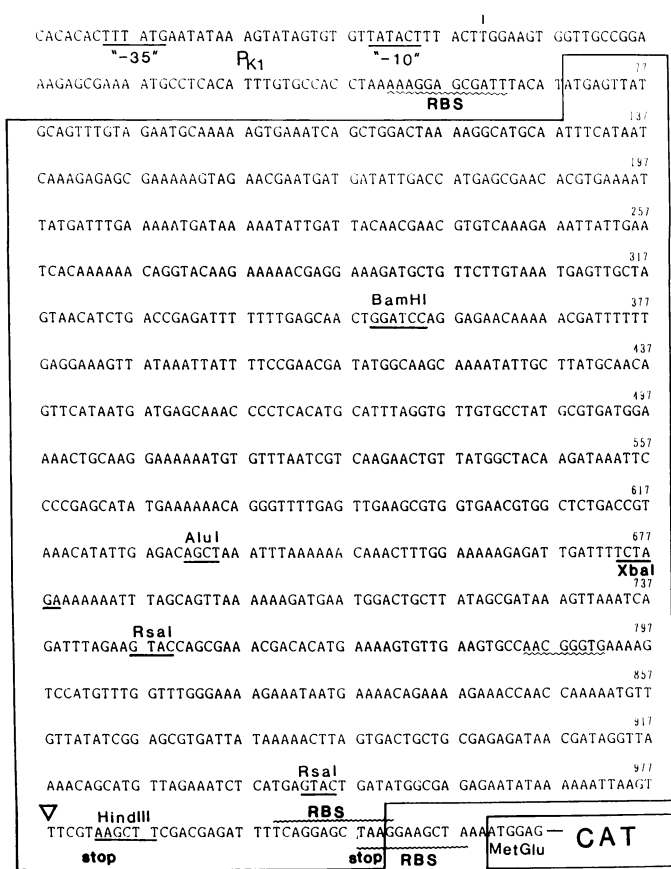 I
CACACACTTT ATGAATATAA AGTATAGTGT GTTATACTTT ACTTGGAAGT GGTTGCCGGA
"-35" PK1 "-10"
77
AAGAGCGAAA ATGCCTCACA TTTGTGCCAC CTAAAAAGGA GCGATTTACA TATGAGTTAT
RBS
137
GCAGTTTGTA GAATGCAAAA AGTGAAATCA GCTGGACTAA AAGGCATGCA ATTTCATAAT
197
CAAAGAGAGC GAAAAAGTAG AACGAATGAT GATATTGACC ATGAGCGAAC ACGTGAAAAT
257
TATGATTTGA AAAATGATAA AAATATTGAT TACAACGAAC GTGTCAAAGA AATTATTGAA
317
TCACAAAAAA CAGGTACAAG AAAAACGAGG AAAGATGCTG TTCTTGTAAA TGAGTTGCTA
BamHI 377
GTAACATCTG ACCGAGATTT TTTTGAGCAA CTGGATCCAG GAGAACAAAA ACGATTTTTT
437
GAGGAAAGTT ATAAATTATT TTCCGAACGA TATGGCAAGC AAAATATTGC TTATGCAACA
497
GTTCATAATG ATGAGCAAAC CCCTCACATG CATTTAGGTG TTGTGCCTAT GCGTGATGGA
557
AAACTGCAAG GAAAAAATGT GTTTAATCGT CAAGAACTGT TATGGCTACA AGATAAATTC
617
CCCGAGCATA TGAAAAAACA GGGTTTTGAG TTGAAGCGTG GTGAACGTGG CTCTGACCGT
AluI 677
AAACATATTG AGACAGCTAA ATTTAAAAAA CAAACTTTGG AAAAAGAGAT TGATTTTCTA
XbaI
737
GAAAAAAATT TAGCAGTTAA AAAAGATGAA TGGACTGCTT ATAGCGATAA AGTTAAATCA
RsaI 797
GATTTAGAAG TACCAGCGAA ACGACACATG AAAAGTGTTG AAGTGCCAAC GGGTGAAAAG
857
TCCATGTTTG GTTTGGGAAA AGAAATAATG AAAACAGAAA AGAAACCAAC CAAAAATGTT
917
GTTATATCGG AGCGTGATTA TAAAAACTTA GTGACTGCTG CGAGAGATAA CGATAGGTTA
RsaI 977
AAACAGCATG TTAGAAATCT CATGAGTACT GATATGGCGA GAGAATATAA AAAATTAAGT
HindIII RBS
TTCGTAAGCT TCGACGAGAT TTTCAGGAGC TAAGGAAGCT AAAATGGAG— CAT
stop stop RBS MetGlu